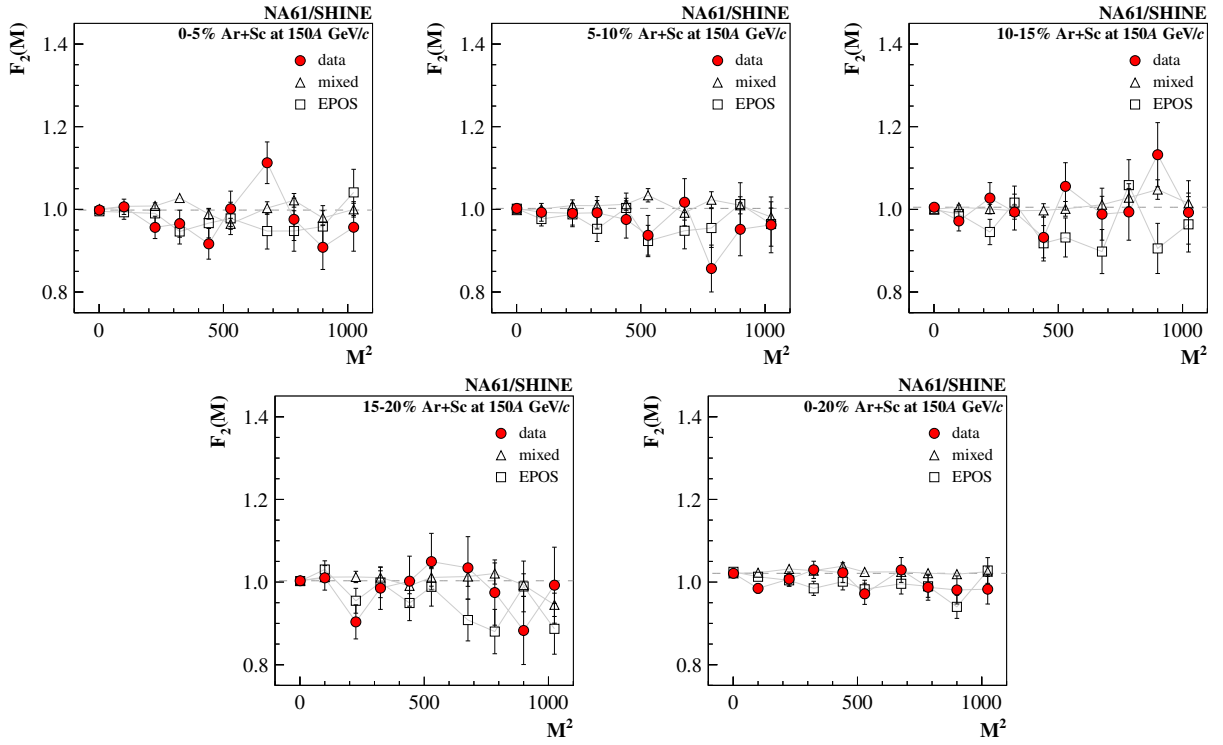 NA61/SHINE
0-5% Ar+Sc at 150A GeV/c
F2(M)
data
mixed
EPOS
1.4
1.2
1.0
0.8
0
500
1000
M²
NA61/SHINE
5-10% Ar+Sc at 150A GeV/c
F2(M)
data
mixed
EPOS
1.4
1.2
1.0
0.8
0
500
1000
M²
NA61/SHINE
10-15% Ar+Sc at 150A GeV/c
F2(M)
data
mixed
EPOS
1.4
1.2
1.0
0.8
0
500
1000
M²
NA61/SHINE
15-20% Ar+Sc at 150A GeV/c
F2(M)
data
mixed
EPOS
1.4
1.2
1.0
0.8
0
500
1000
M²
NA61/SHINE
0-20% Ar+Sc at 150A GeV/c
F2(M)
data
mixed
EPOS
1.4
1.2
1.0
0.8
0
500
1000
M²